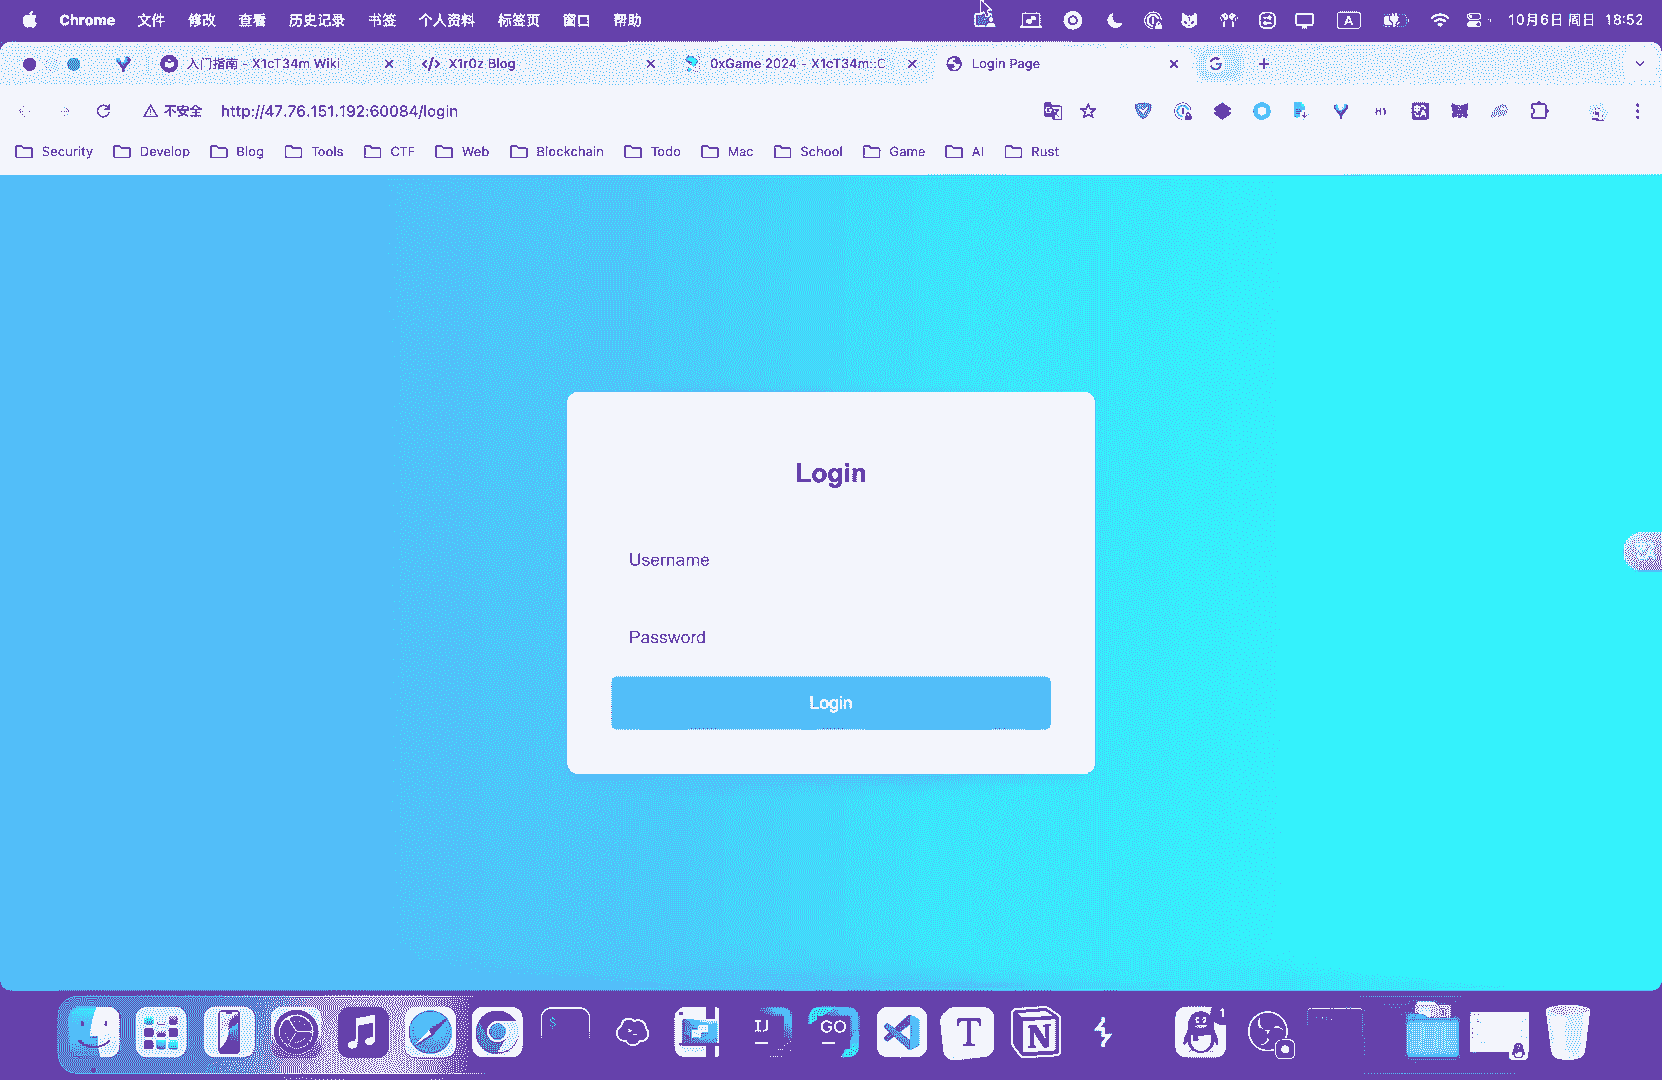 Chrome 文件 修改 查看 历史记录 书签 个人资料 标签页 窗口 帮助 A 10月6日 周日 18:52
入门指南 - X1cT34m Wiki </> X1r0z Blog 0xGame 2024 - X1cT34m::C Login Page
不安全 http://47.76.151.192:60084/login
Security Develop Blog Tools CTF Web Blockchain Todo Mac School Game AI Rust
Login
Username
Password
Login
$ IJ GO T N 1